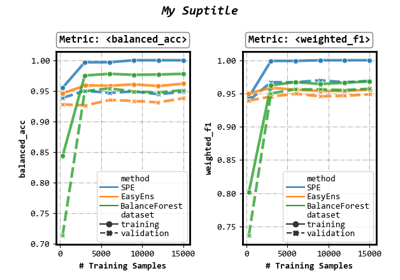 My Suptitle
Metric: <balanced_acc>
1.00
0.95
0.90
0.85
0.80
0.75
0.70
balanced_acc
0
5000
10000
15000
# Training Samples
method
SPE
EasyEns
BalanceForest
dataset
training
validation
Metric: <weighted_f1>
1.00
0.95
0.90
0.85
0.80
0.75
weighted_f1
0
5000
10000
15000
# Training Samples
method
SPE
EasyEns
BalanceForest
dataset
training
validation